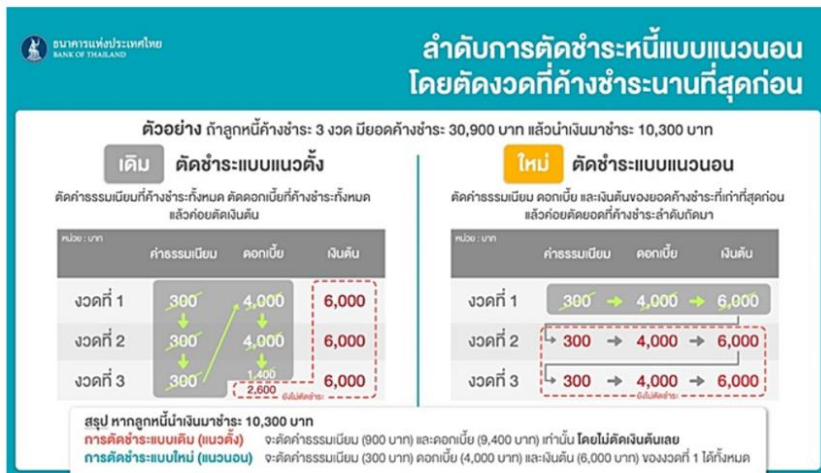 ธนาคารแห่งประเทศไทย
BANK OF THAILAND
ลำดับการตัดชำระหนี้แบบแนวนอน
โดยตัดงวดที่ค้างชำระนานที่สุดก่อน
ตัวอย่าง ถ้าลูกหนี้ค้างชำระ 3 งวด มียอดค้างชำระ 30,900 บาท แล้วนำเงินมาชำระ 10,300 บาท
เดิม ตัดชำระแบบแนวตั้ง
ตัดค่าธรรมเนียมที่ค้างชำระทั้งหมด ตัดดอกเบี้ยที่ค้างชำระทั้งหมด
แล้วค่อยตัดเงินต้น
หน่วย : บาท
ค่าธรรมเนียม ดอกเบี้ย เงินต้น
งวดที่ 1 300 4,000 6,000
งวดที่ 2 300 4,000 6,000
งวดที่ 3 300 1,400 6,000
2,600
ยังไม่ตัดชำระ
ใหม่ ตัดชำระแบบแนวนอน
ตัดค่าธรรมเนียม ดอกเบี้ย และเงินต้นของยอดค้างชำระที่เก่าที่สุดก่อน
แล้วค่อยตัดยอดที่ค้างชำระลำดับถัดมา
หน่วย : บาท
ค่าธรรมเนียม ดอกเบี้ย เงินต้น
งวดที่ 1 300 4,000 6,000
งวดที่ 2 300 4,000 6,000
งวดที่ 3 300 4,000 6,000
ยังไม่ตัดชำระ
สรุป หากลูกหนี้นำเงินมาชำระ 10,300 บาท
การตัดชำระแบบเดิม (แนวตั้ง) จะตัดค่าธรรมเนียม (900 บาท) และดอกเบี้ย (9,400 บาท) เท่านั้น โดยไม่ตัดเงินต้นเลย
การตัดชำระแบบใหม่ (แนวนอน) จะตัดค่าธรรมเนียม (300 บาท) ดอกเบี้ย (4,000 บาท) และเงินต้น (6,000 บาท) ของงวดที่ 1 ได้ทั้งหมด